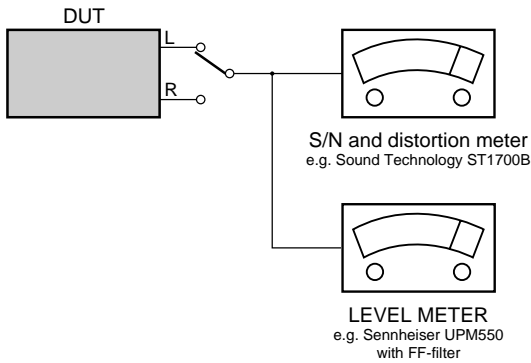 DUT
L
R
S/N and distortion meter
e.g. Sound Technology ST1700B
LEVEL METER
e.g. Sennheiser UPM550
with FF-filter